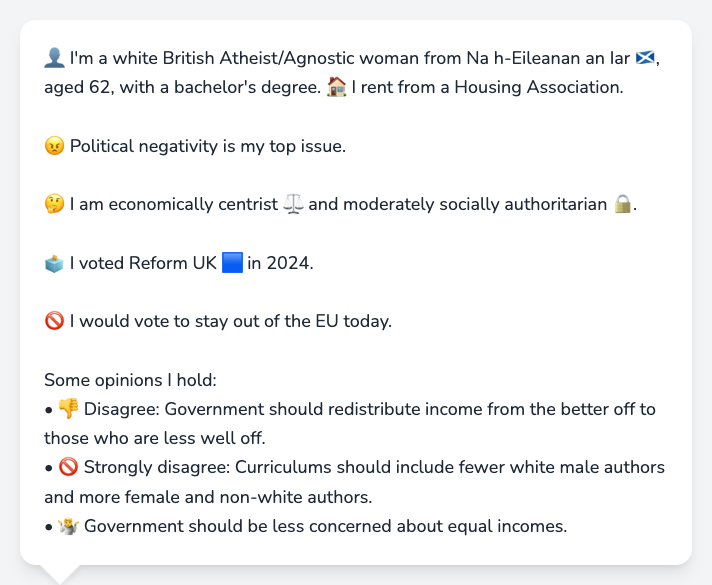 👤 I'm a white British Atheist/Agnostic woman from Na h-Eileanan an Iar 🏴󠁧󠁢󠁳󠁣󠁴󠁿,
aged 62, with a bachelor's degree. 🏠 I rent from a Housing Association.
😠 Political negativity is my top issue.
🤔 I am economically centrist ⚖️ and moderately socially authoritarian 🔒.
🗳️ I voted Reform UK 🟦 in 2024.
🚫 I would vote to stay out of the EU today.
Some opinions I hold:
• 👎 Disagree: Government should redistribute income from the better off to
those who are less well off.
• 🚫 Strongly disagree: Curriculums should include fewer white male authors
and more female and non-white authors.
• 🤷 Government should be less concerned about equal incomes.